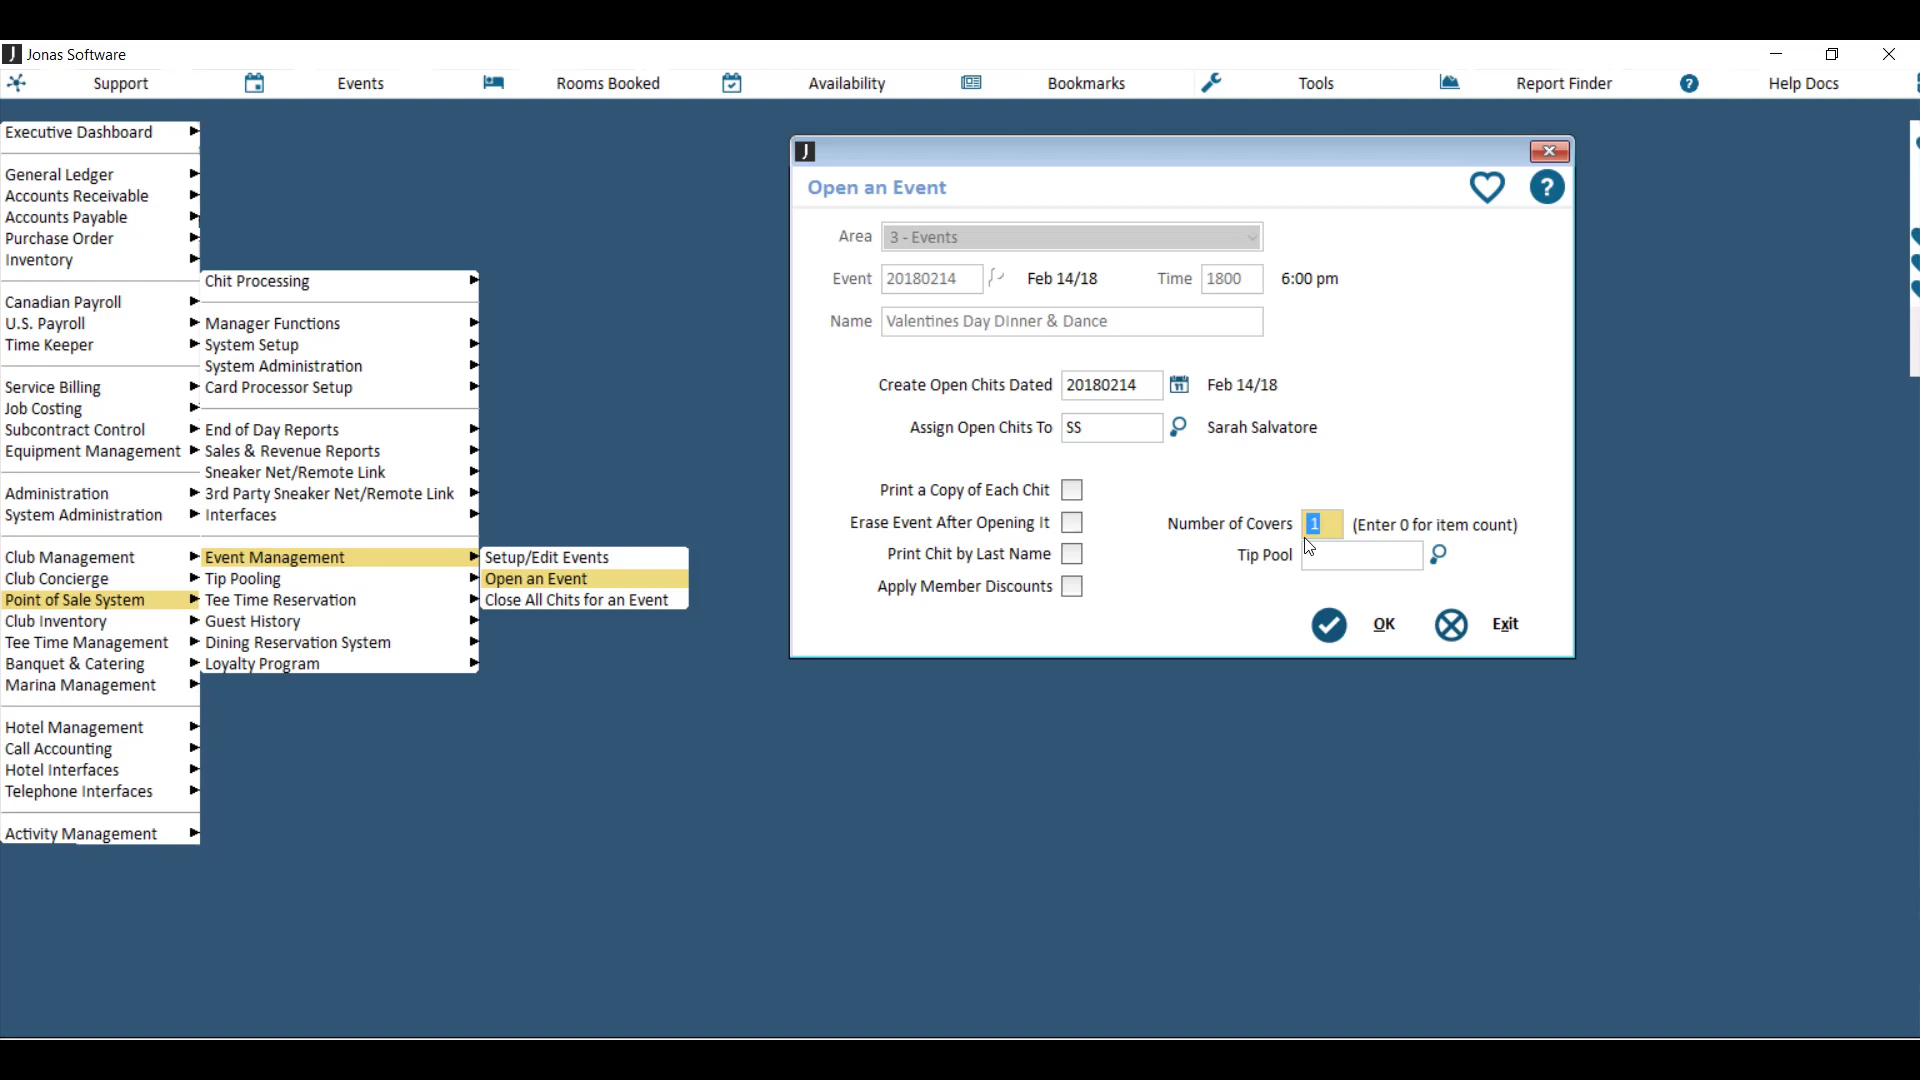 J Jonas Software
Support Events Rooms Booked Availability Bookmarks Tools Report Finder ? Help Docs
Executive Dashboard
General Ledger
Accounts Receivable
Accounts Payable
Purchase Order
Inventory
Canadian Payroll
U.S. Payroll
Time Keeper
Service Billing
Job Costing
Subcontract Control
Equipment Management
Administration
System Administration
Club Management
Club Concierge
Point of Sale System
Club Inventory
Tee Time Management
Banquet & Catering
Marina Management
Hotel Management
Call Accounting
Hotel Interfaces
Telephone Interfaces
Activity Management
Chit Processing
Manager Functions
System Setup
System Administration
Card Processor Setup
End of Day Reports
Sales & Revenue Reports
Sneaker Net/Remote Link
3rd Party Sneaker Net/Remote Link
Interfaces
Event Management
Tip Pooling
Tee Time Reservation
Guest History
Dining Reservation System
Loyalty Program
Setup/Edit Events
Open an Event
Close All Chits for an Event
J
Open an Event ?
Area 3 - Events
Event 20180214 Feb 14/18 Time 1800 6:00 pm
Name Valentines Day DInner & Dance
Create Open Chits Dated 20180214 11 Feb 14/18
Assign Open Chits To SS Sarah Salvatore
Print a Copy of Each Chit
Erase Event After Opening It Number of Covers 1 (Enter 0 for item count)
Print Chit by Last Name Tip Pool
Apply Member Discounts
OK Exit